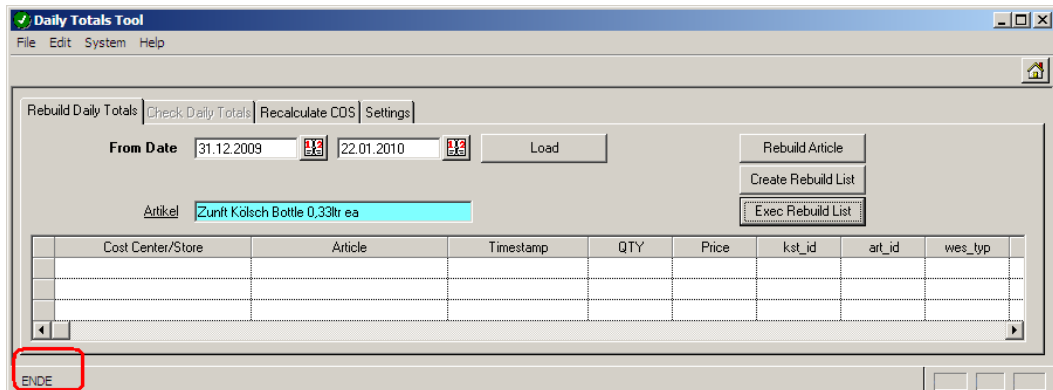 Daily Totals Tool
File Edit System Help
Rebuild Daily Totals Check Daily Totals Recalculate COS Settings
From Date 31.12.2009 22.01.2010 Load Rebuild Article
Create Rebuild List
Artikel Zunft Kölsch Bottle 0,33ltr ea Exec Rebuild List
Cost Center/Store Article Timestamp QTY Price kst_id art_id wes_typ
ENDE